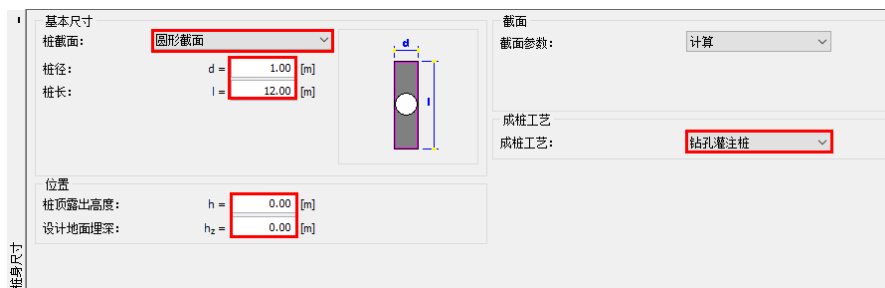 基本尺寸
桩截面: 圆形截面
桩径: d = 1.00 [m]
桩长: l = 12.00 [m]
d
l
位置
桩顶露出高度: h = 0.00 [m]
设计地面埋深: hz = 0.00 [m]
截面
截面参数: 计算
成桩工艺
成桩工艺: 钻孔灌注桩
桩身尺寸